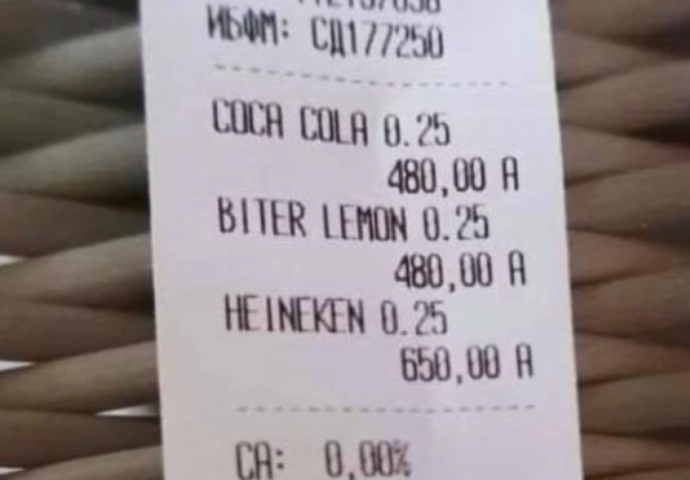 ИБФМ: СД177250
COCA COLA 0.25
480,00 A
BITER LEMON 0.25
480,00 A
HEINEKEN 0.25
650,00 A
CA: 0,00%